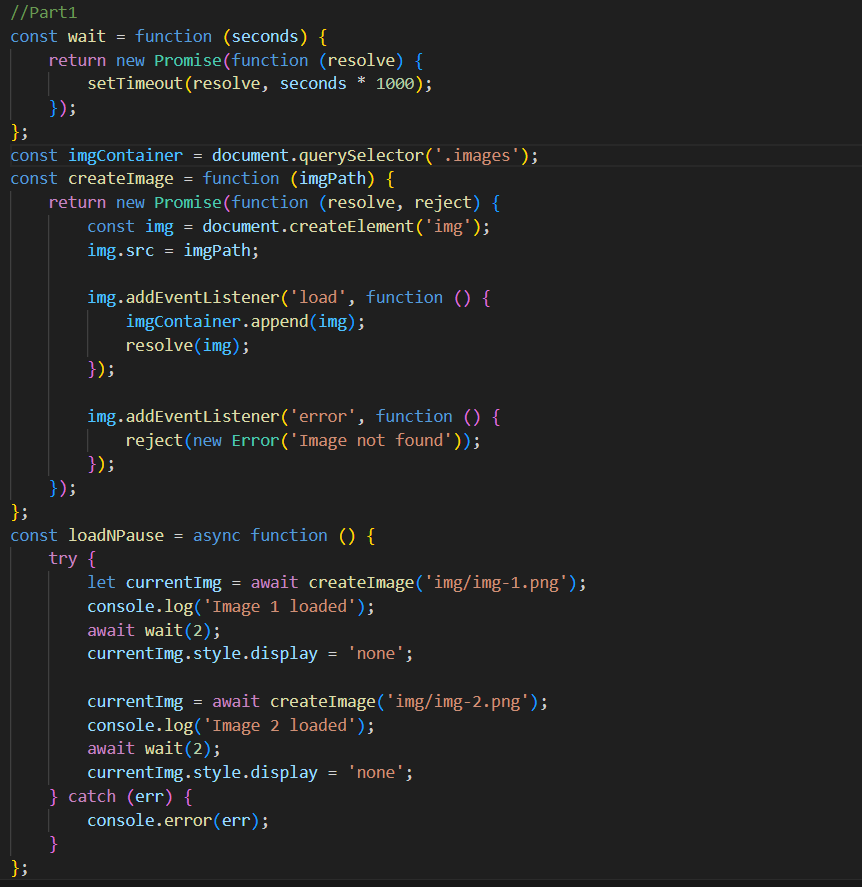 //Part1
const wait = function (seconds) {
    return new Promise(function (resolve) {
        setTimeout(resolve, seconds * 1000);
    });
};
const imgContainer = document.querySelector('.images');
const createImage = function (imgPath) {
    return new Promise(function (resolve, reject) {
        const img = document.createElement('img');
        img.src = imgPath;

        img.addEventListener('load', function () {
            imgContainer.append(img);
            resolve(img);
        });

        img.addEventListener('error', function () {
            reject(new Error('Image not found'));
        });
    });
};
const loadNPause = async function () {
    try {
        let currentImg = await createImage('img/img-1.png');
        console.log('Image 1 loaded');
        await wait(2);
        currentImg.style.display = 'none';

        currentImg = await createImage('img/img-2.png');
        console.log('Image 2 loaded');
        await wait(2);
        currentImg.style.display = 'none';
    } catch (err) {
        console.error(err);
    }
};